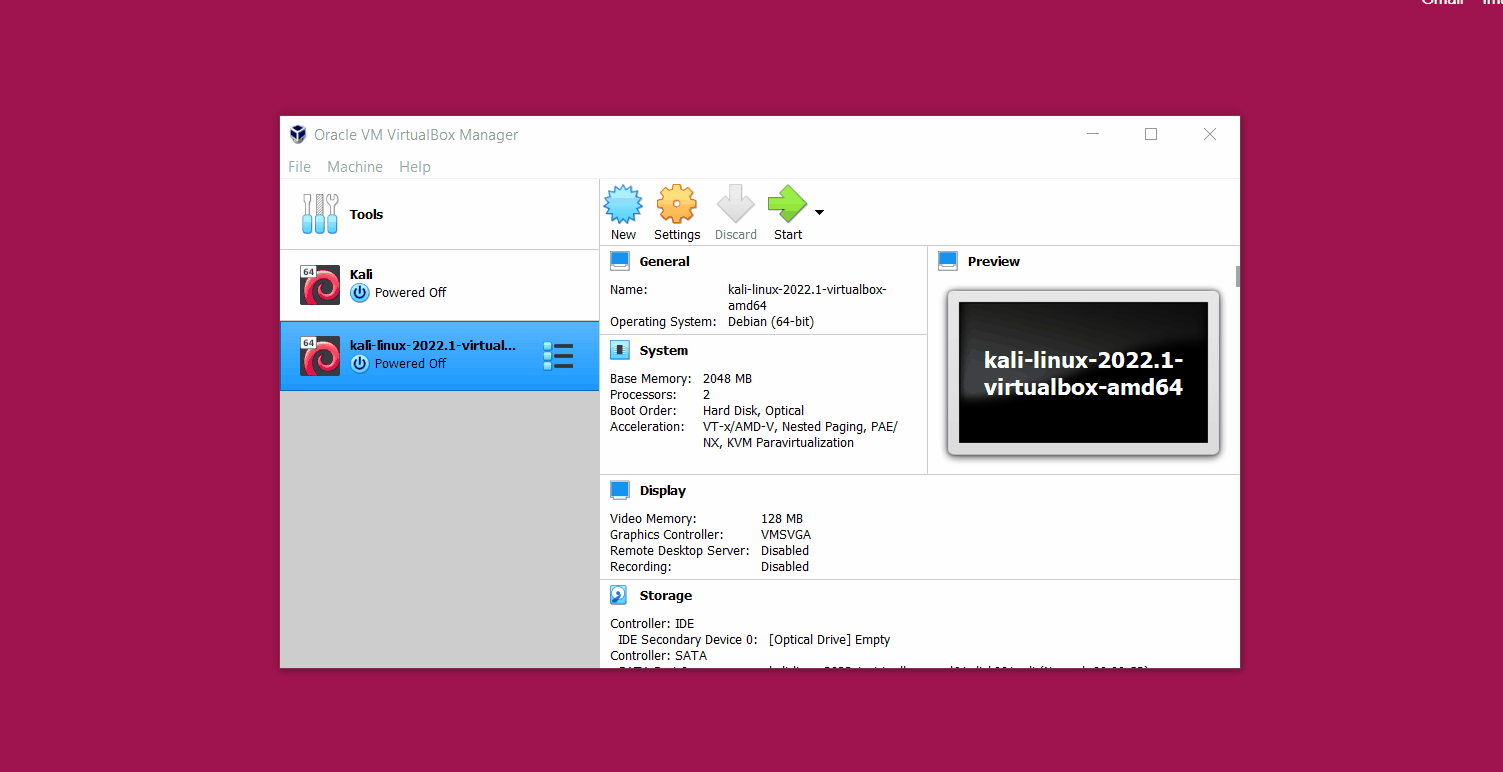 Gmail
Oracle VM VirtualBox Manager
File Machine Help
Tools
New Settings Discard Start
64
Kali
Powered Off
64
kali-linux-2022.1-virtual...
Powered Off
General
Name: kali-linux-2022.1-virtualbox-
amd64
Operating System: Debian (64-bit)
Preview
kali-linux-2022.1-
virtualbox-amd64
System
Base Memory: 2048 MB
Processors: 2
Boot Order: Hard Disk, Optical
Acceleration: VT-x/AMD-V, Nested Paging, PAE/
NX, KVM Paravirtualization
Display
Video Memory: 128 MB
Graphics Controller: VMSVGA
Remote Desktop Server: Disabled
Recording: Disabled
Storage
Controller: IDE
IDE Secondary Device 0: [Optical Drive] Empty
Controller: SATA